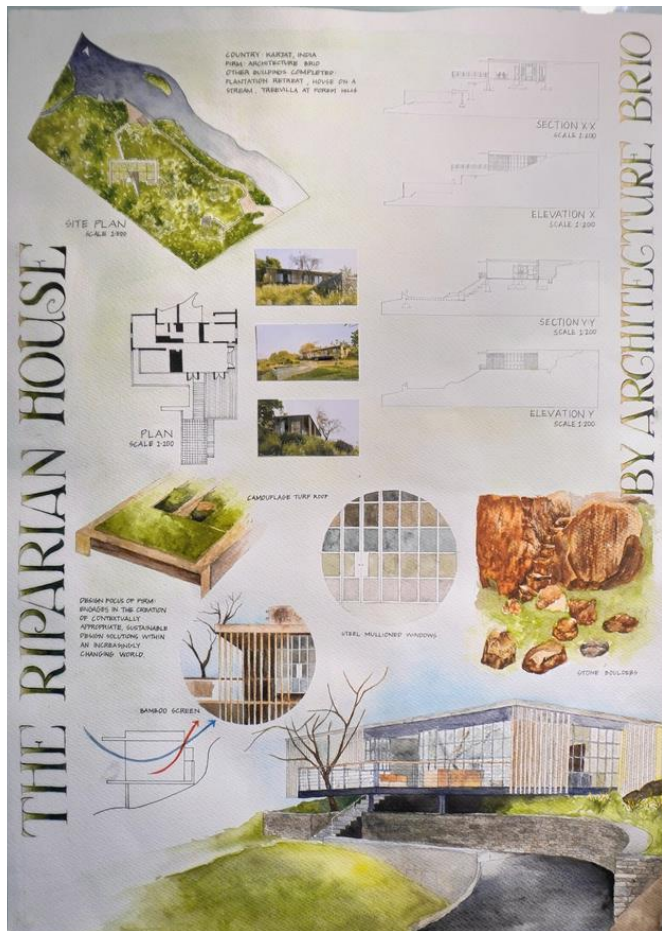 COUNTRY: KARJAT, INDIA
FIRM: ARCHITECTURE BRIO
OTHER BUILDINGS COMPLETED:
PLANTATION RETREAT, HOUSE ON A
STREAM, TREEVILLA AT FOREST HILLS
SITE PLAN
THE RIPARIAN HOUSE
BY ARCHITECTURE BRIO
SECTION X-X
SCALE 1:200
ELEVATION X
SCALE 1:200
SECTION Y-Y
SCALE 1:200
ELEVATION Y
SCALE 1:200
PLAN
SCALE 1:200
CAMOUFLAGE TURF ROOF
DESIGN FOCUS OF FIRM:
ENGAGES IN THE CREATION
OF CONTEXTUALLY
APPROPRIATE, SUSTAINABLE
DESIGN SOLUTIONS WITHIN
AN INCREASINGLY
CHANGING WORLD.
STEEL MULLIONED WINDOWS
STONE BOULDERS
BAMBOO SCREEN